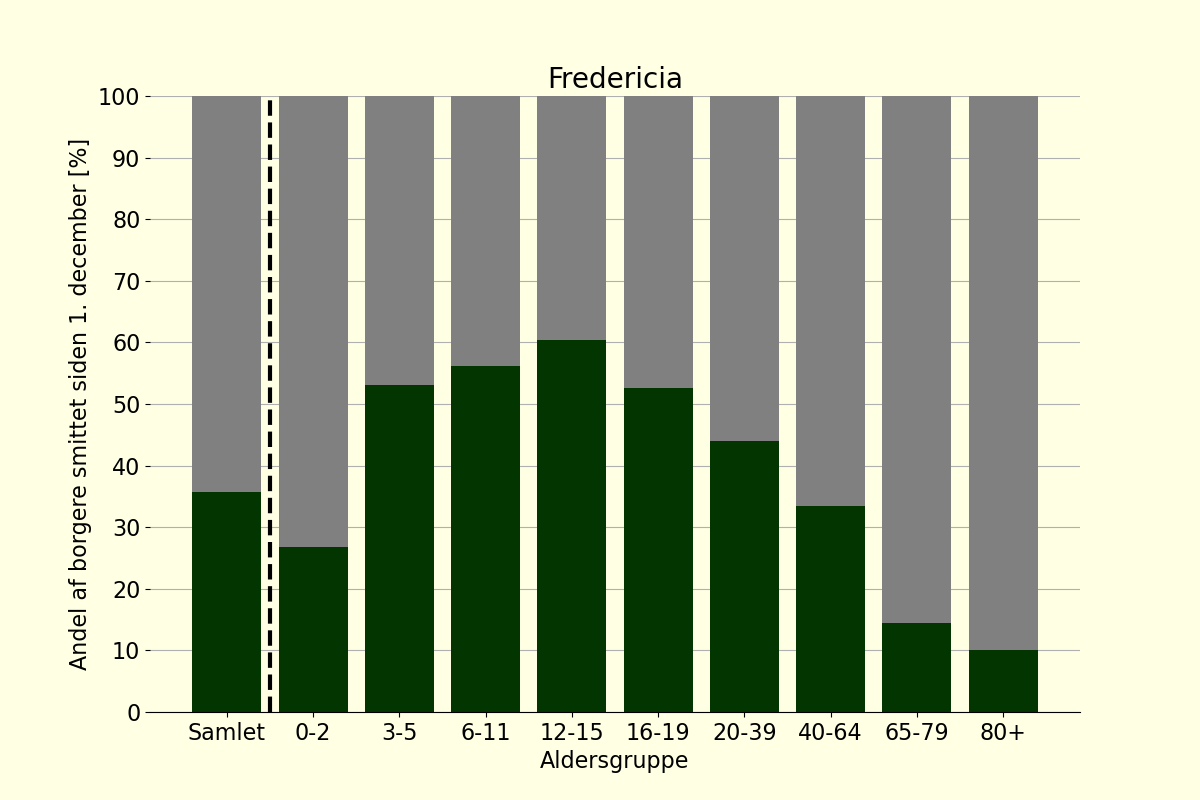 Fredericia
Andel af borgere smittet siden 1. december [%]
100
90
80
70
60
50
40
30
20
10
0
Samlet 0-2 3-5 6-11 12-15 16-19 20-39 40-64 65-79 80+
Aldersgruppe